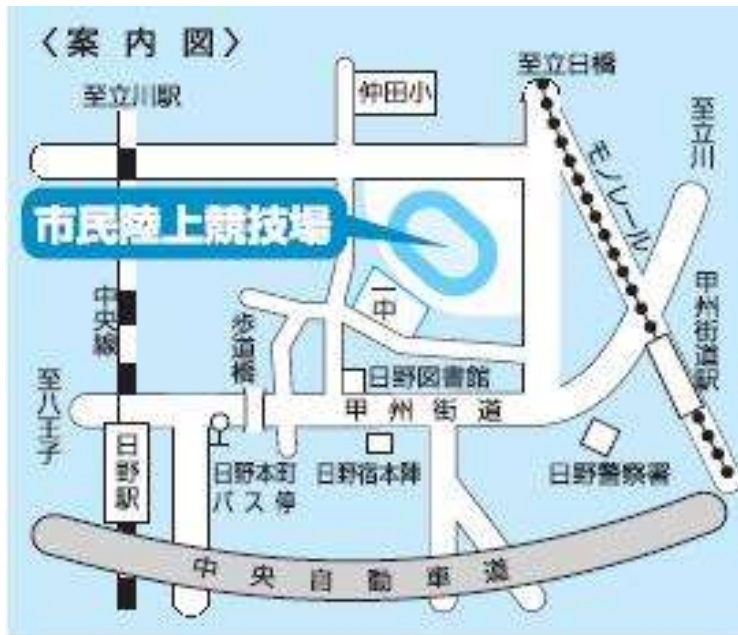 〈案内図〉
至立川駅
仲田小
至立日橋
至立川
モノレール
市民陸上競技場
中央線
歩道橋
一中
甲州街道駅
至八王子
日野図書館
甲州街道
日野駅
日野本町
バス停
日野宿本陣
日野警察署
中央自動車道